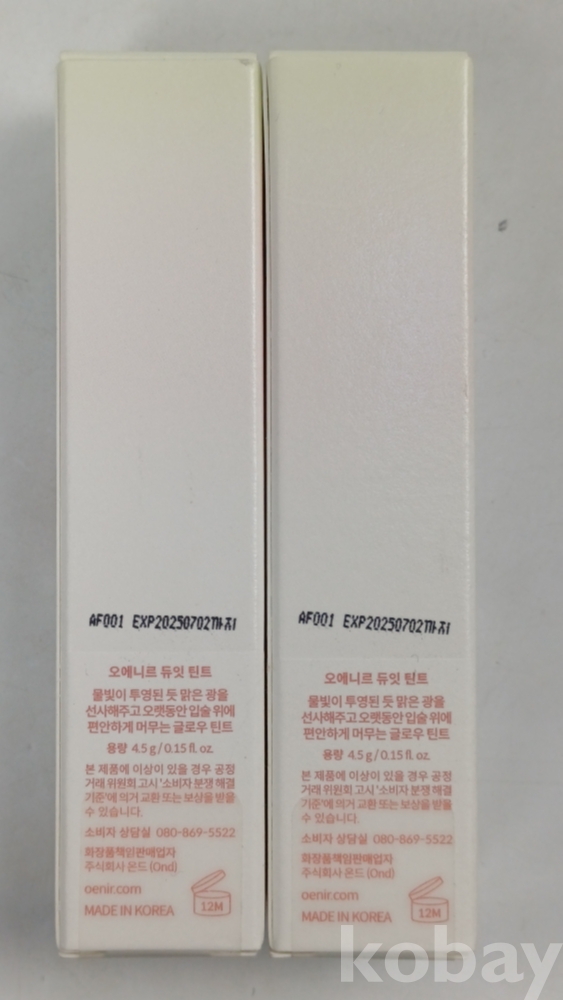 AF001 EXP20250702까지
오에니르 듀잇 틴트
물빛이 투영된 듯 맑은 광을
선사해주고 오랫동안 입술 위에
편안하게 머무는 글로우 틴트
용량 4.5 g / 0.15 fl. oz.
본 제품에 이상이 있을 경우 공정
거래 위원회 고시 '소비자 분쟁 해결
기준'에 의거 교환 또는 보상을 받을
수 있습니다.
소비자 상담실 080-869-5522
화장품책임판매업자
주식회사 온드 (Ond)
oenir.com
MADE IN KOREA
12M
AF001 EXP20250702까지
오에니르 듀잇 틴트
물빛이 투영된 듯 맑은 광을
선사해주고 오랫동안 입술 위에
편안하게 머무는 글로우 틴트
용량 4.5 g / 0.15 fl. oz.
본 제품에 이상이 있을 경우 공정
거래 위원회 고시 '소비자 분쟁 해결
기준'에 의거 교환 또는 보상을 받을
수 있습니다.
소비자 상담실 080-869-5522
화장품책임판매업자
주식회사 온드 (Ond)
oenir.com
MADE IN KOREA
12M
kobay